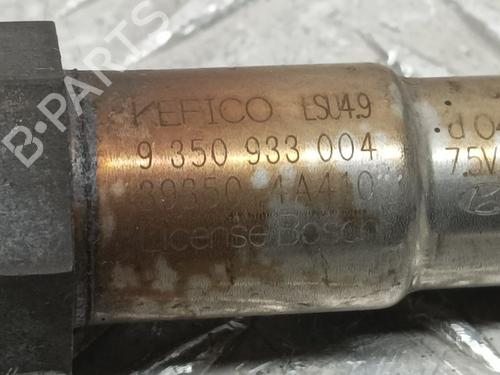 B-PARTS
KEFICO LSU4.9
9 350 933 004
39350 4A410
License Bosch
7.5V